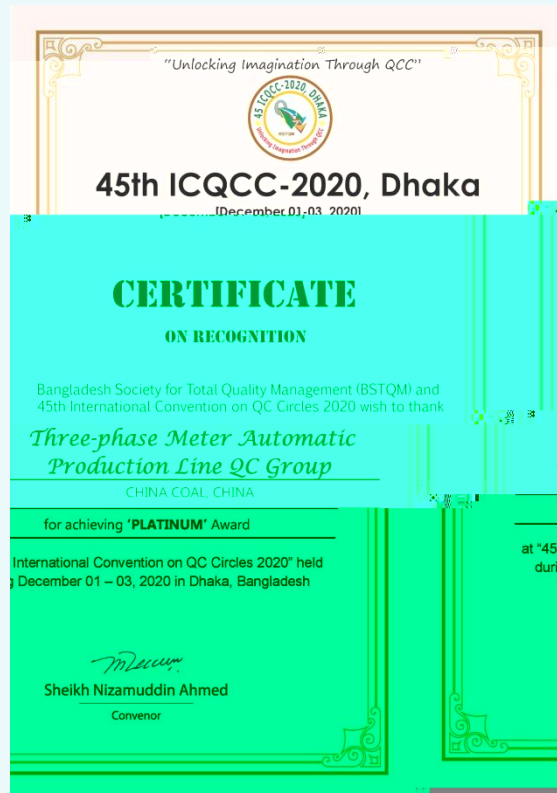 "Unlocking Imagination Through QCC"
45 ICQCC-2020, DHAKA
BSTQM
Unlocking Imagination Through QCC
45th ICQCC-2020, Dhaka
[December 01-03, 2020]
CERTIFICATE
ON RECOGNITION
Bangladesh Society for Total Quality Management (BSTQM) and
45th International Convention on QC Circles 2020 wish to thank
Three-phase Meter Automatic
Production Line QC Group
CHINA COAL, CHINA
for achieving 'PLATINUM' Award
at "45
International Convention on QC Circles 2020" held
duri
g December 01 – 03, 2020 in Dhaka, Bangladesh
Sheikh Nizamuddin Ahmed
Convenor